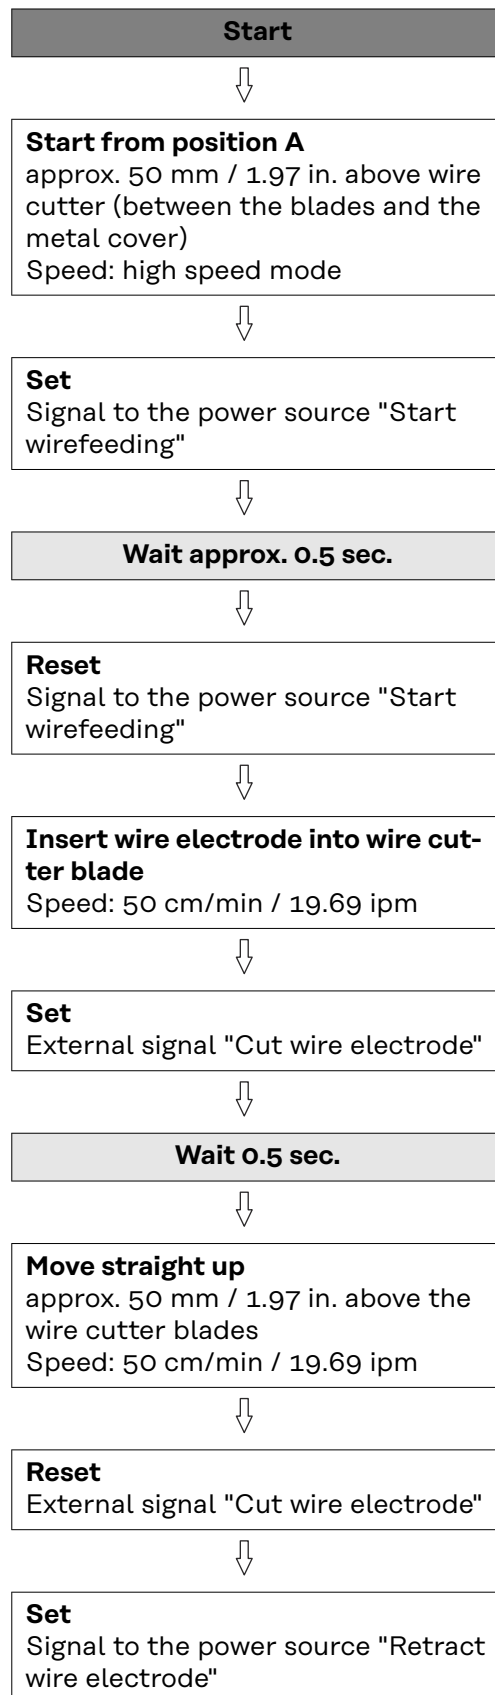 Start
Start from position A
approx. 50 mm / 1.97 in. above wire
cutter (between the blades and the
metal cover)
Speed: high speed mode
Set
Signal to the power source "Start
wirefeeding"
Wait approx. 0.5 sec.
Reset
Signal to the power source "Start
wirefeeding"
Insert wire electrode into wire cut-
ter blade
Speed: 50 cm/min / 19.69 ipm
Set
External signal "Cut wire electrode"
Wait 0.5 sec.
Move straight up
approx. 50 mm / 1.97 in. above the
wire cutter blades
Speed: 50 cm/min / 19.69 ipm
Reset
External signal "Cut wire electrode"
Set
Signal to the power source "Retract
wire electrode"